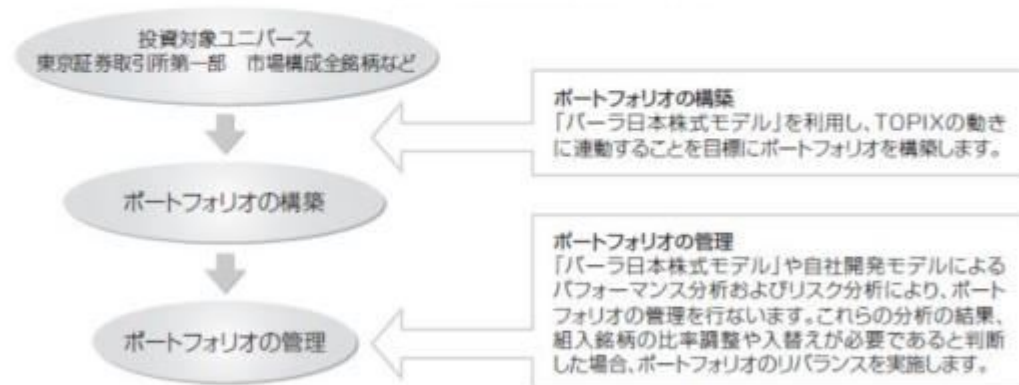 投資対象ユニバース
東京証券取引所第一部　市場構成全銘柄など
ポートフォリオの構築
「バーラ日本株式モデル」を利用し、TOPIXの動き
に連動することを目標にポートフォリオを構築します。
ポートフォリオの構築
ポートフォリオの管理
「バーラ日本株式モデル」や自社開発モデルによる
パフォーマンス分析およびリスク分析により、ポート
フォリオの管理を行ないます。これらの分析の結果、
組入銘柄の比率調整や入替えが必要であると判断
した場合、ポートフォリオのリバランスを実施します。
ポートフォリオの管理